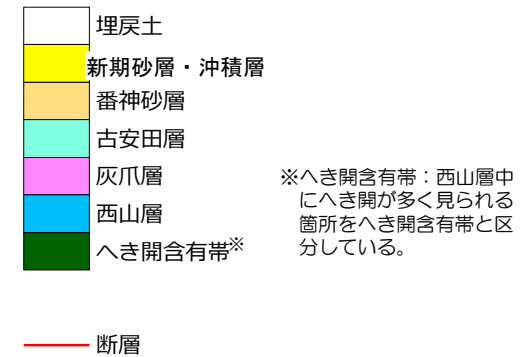 埋戻土
新期砂層・沖積層
番神砂層
古安田層
灰爪層
西山層
へき開含有帯※
※へき開含有帯：西山層中
にへき開が多く見られる
箇所をへき開含有帯と区
分している。
断層